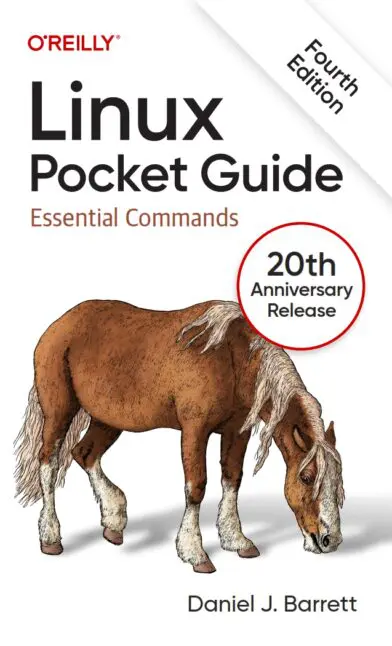 O'REILLY®
Fourth
Edition
Linux
Pocket Guide
Essential Commands
20th
Anniversary
Release
Daniel J. Barrett